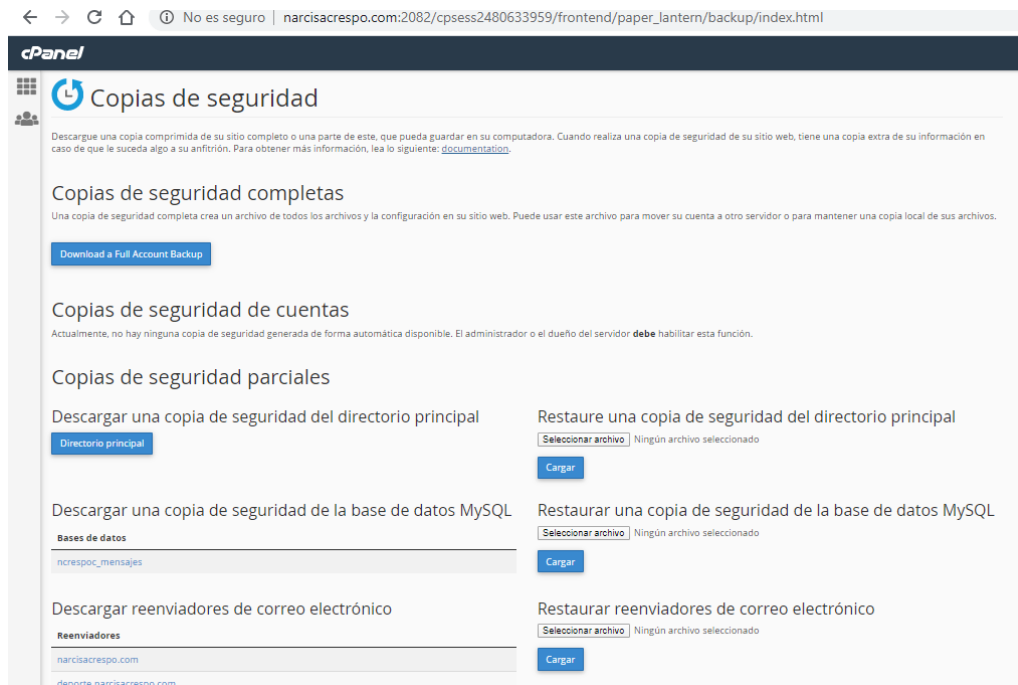 No es seguro | narcisacrespo.com:2082/cpsess2480633959/frontend/paper_lantern/backup/index.html
cPanel
Copias de seguridad
Descargue una copia comprimida de su sitio completo o una parte de este, que pueda guardar en su computadora. Cuando realiza una copia de seguridad de su sitio web, tiene una copia extra de su información en
caso de que le suceda algo a su anfitrión. Para obtener más información, lea lo siguiente: documentation.
Copias de seguridad completas
Una copia de seguridad completa crea un archivo de todos los archivos y la configuración en su sitio web. Puede usar este archivo para mover su cuenta a otro servidor o para mantener una copia local de sus archivos.
Download a Full Account Backup
Copias de seguridad de cuentas
Actualmente, no hay ninguna copia de seguridad generada de forma automática disponible. El administrador o el dueño del servidor debe habilitar esta función.
Copias de seguridad parciales
Descargar una copia de seguridad del directorio principal
Directorio principal
Restaure una copia de seguridad del directorio principal
Seleccionar archivo Ningún archivo seleccionado
Cargar
Descargar una copia de seguridad de la base de datos MySQL
Bases de datos
ncrespoc_mensajes
Restaurar una copia de seguridad de la base de datos MySQL
Seleccionar archivo Ningún archivo seleccionado
Cargar
Descargar reenviadores de correo electrónico
Reenviadores
narcisacrespo.com
deporte.narcisacrespo.com
Restaurar reenviadores de correo electrónico
Seleccionar archivo Ningún archivo seleccionado
Cargar